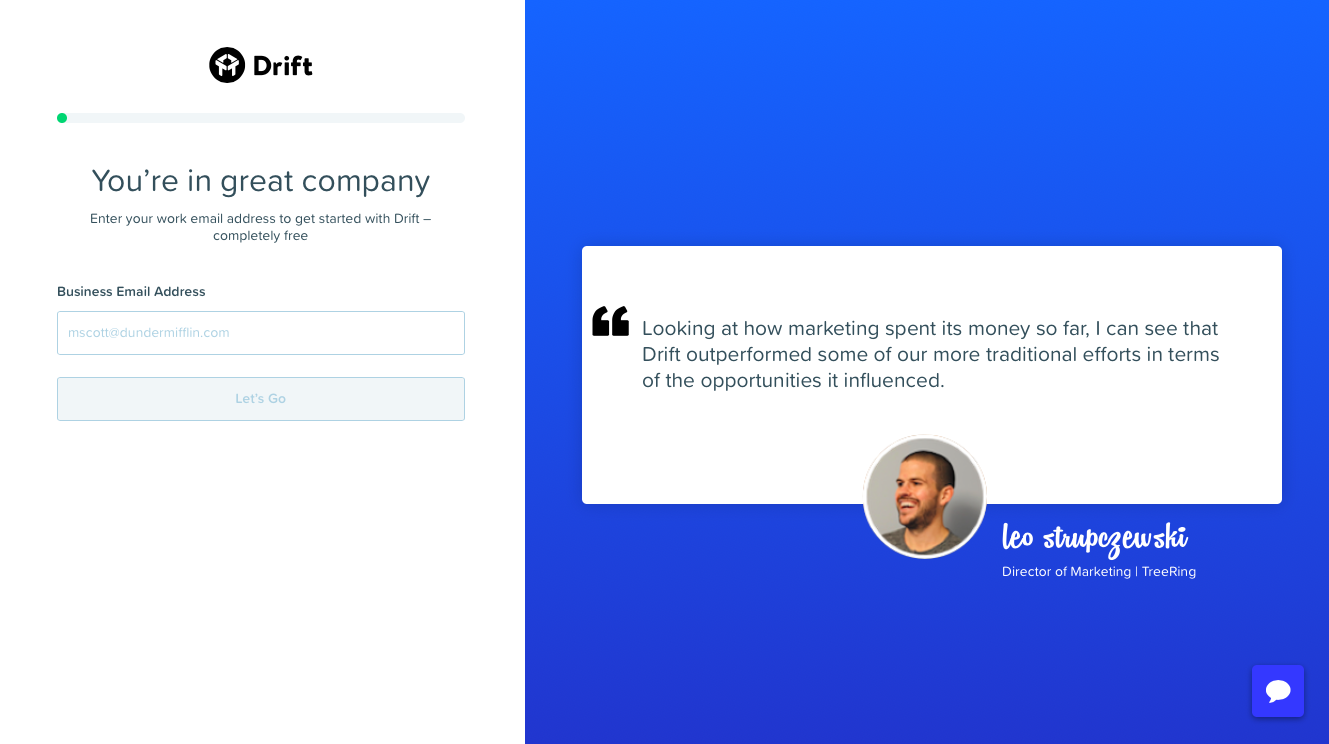 Drift
You’re in great company
Enter your work email address to get started with Drift –
completely free
Business Email Address
mscott@dundermifflin.com
Let's Go
“
Looking at how marketing spent its money so far, I can see that
Drift outperformed some of our more traditional efforts in terms
of the opportunities it influenced.
leo strupczewski
Director of Marketing | TreeRing